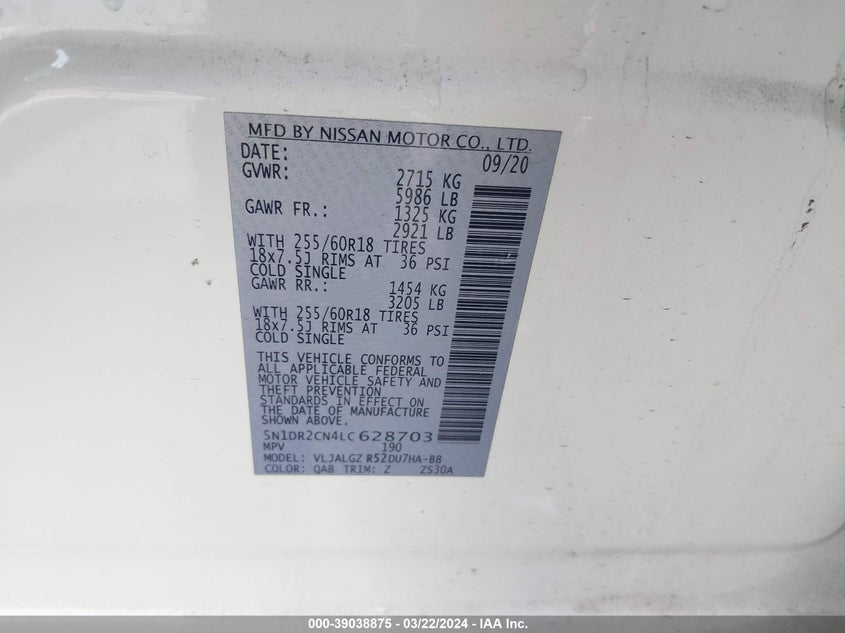 MFD BY NISSAN MOTOR CO., LTD.
DATE: 09/20
GVWR: 2715 KG
5986 LB
GAWR FR.: 1325 KG
2921 LB
WITH 255/60R18 TIRES
18x7.5J RIMS AT 36 PSI
COLD SINGLE
GAWR RR.: 1454 KG
3205 LB
WITH 255/60R18 TIRES
18x7.5J RIMS AT 36 PSI
COLD SINGLE
THIS VEHICLE CONFORMS TO
ALL APPLICABLE FEDERAL
MOTOR VEHICLE SAFETY AND
THEFT PREVENTION
STANDARDS IN EFFECT ON
THE DATE OF MANUFACTURE
SHOWN ABOVE.
5N1DR2CN4LC628703
MPV 190
MODEL: VLJALGZ R52DU7HA-BB
COLOR: QAB TRIM: Z ZS30A
000-39038875 - 03/22/2024 - IAA Inc.